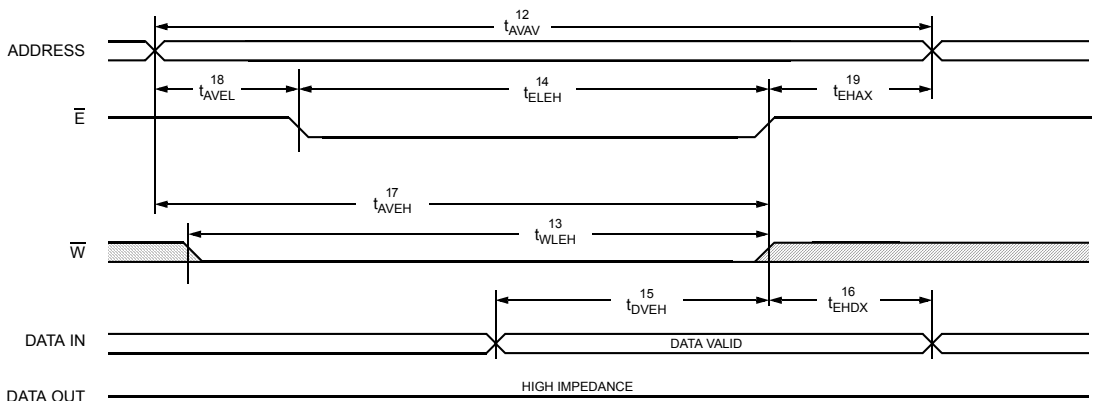 12
tAVAV
ADDRESS
18
tAVEL
14
tELEH
19
tEHAX
E
17
tAVEH
13
tWLEH
W
15
tDVEH
16
tEHDX
DATA IN
DATA VALID
HIGH IMPEDANCE
DATA OUT